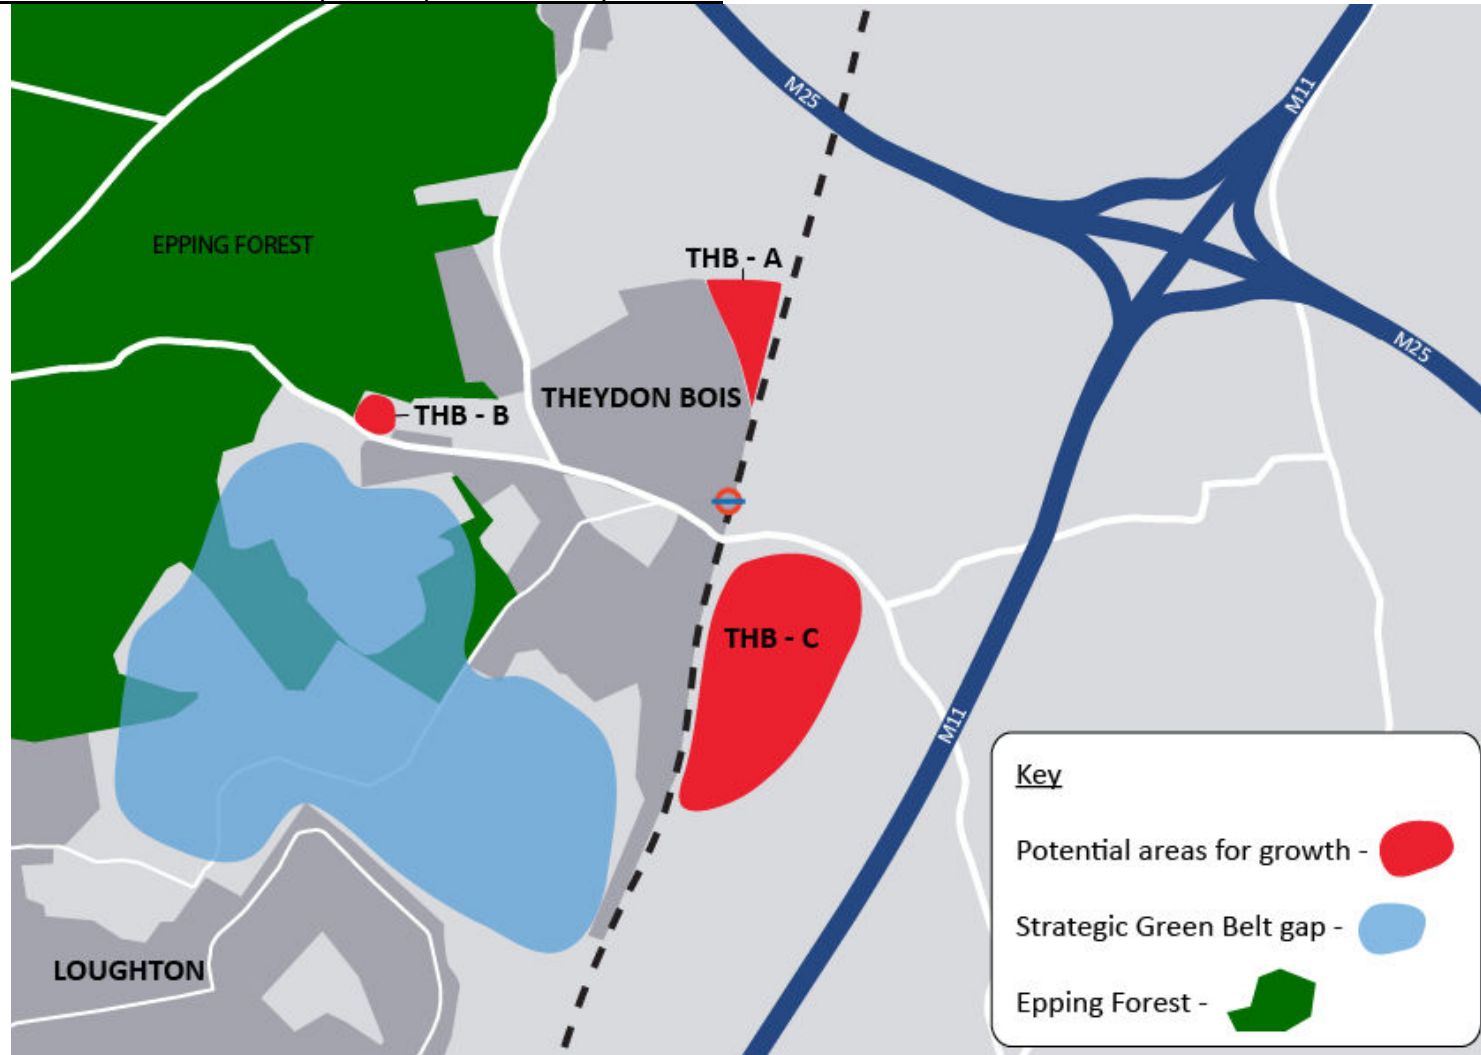 M25
M11
EPPING FOREST
THB - A
M25
THEYDON BOIS
THB - B
THB - C
M11
Key
Potential areas for growth -
Strategic Green Belt gap -
Epping Forest -
LOUGHTON